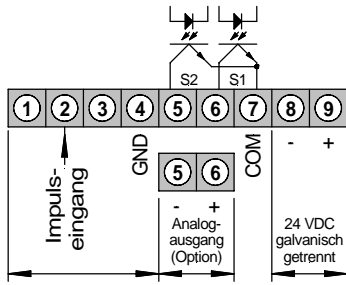 S2 S1
1 2 3 4 5 6 7 8 9
GND
COM
5 6
- +
- +
Impuls-
eingang
Analog-
ausgang
(Option)
24 VDC
galvanisch
getrennt